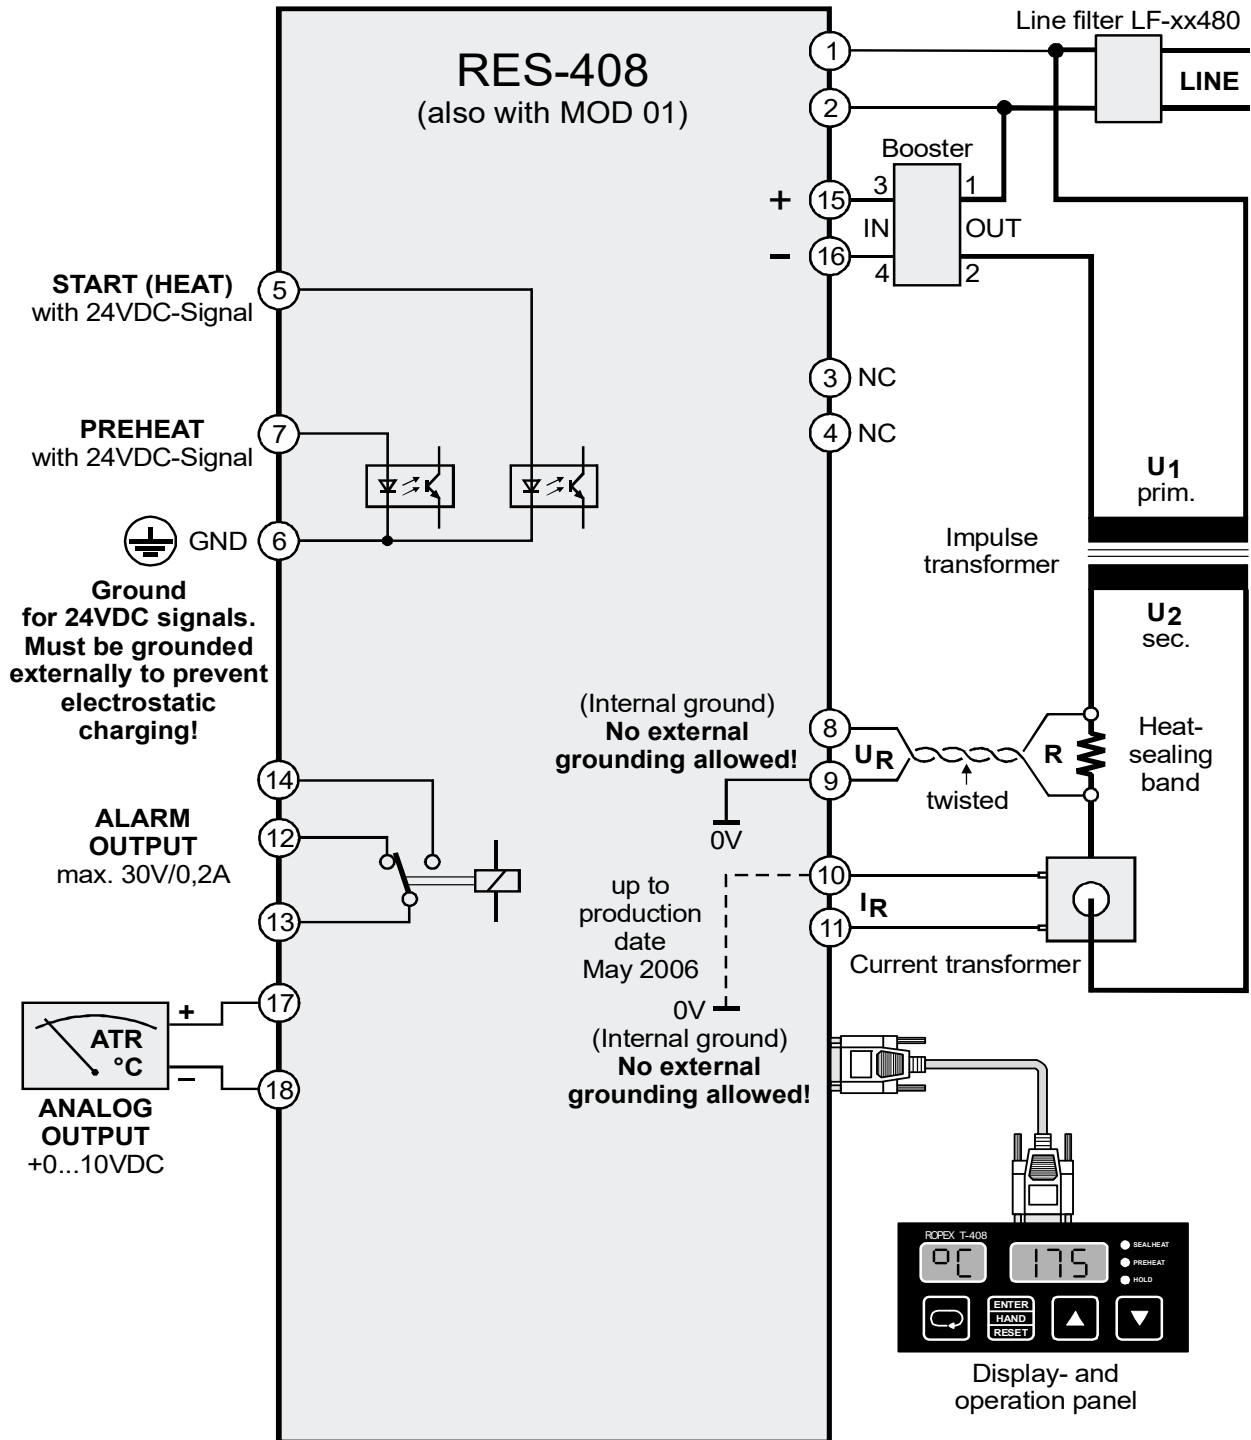 Line filter LF-xx480
LINE
RES-408
(also with MOD 01)
1
2
Booster
+
15
3
1
IN
OUT
−
16
4
2
START (HEAT)
with 24VDC-Signal
5
3
NC
4
NC
PREHEAT
with 24VDC-Signal
7
GND
6
Ground
for 24VDC signals.
Must be grounded
externally to prevent
electrostatic
charging!
U1
prim.
Impulse
transformer
U2
sec.
(Internal ground)
No external
grounding allowed!
8
9
UR
twisted
R
Heat-
sealing
band
0V
14
ALARM
OUTPUT
max. 30V/0,2A
12
13
up to
production
date
May 2006
10
IR
11
Current transformer
0V
(Internal ground)
No external
grounding allowed!
ATR
°C
+
−
17
18
ANALOG
OUTPUT
+0...10VDC
ROPEX T-408
°C
175
SEALHEAT
PREHEAT
HOLD
ENTER
HAND
RESET
Display- and
operation panel